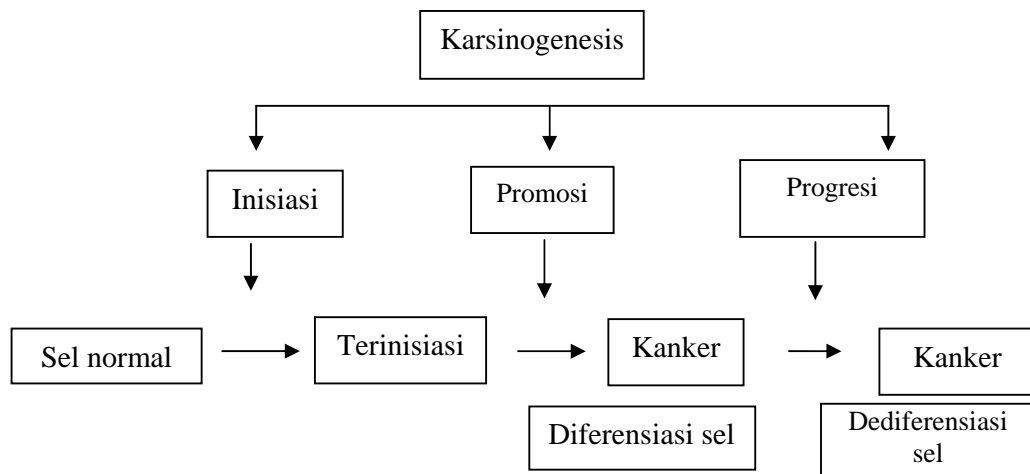 Karsinogenesis
Inisiasi
Promosi
Progresi
Sel normal
Terinisiasi
Kanker
Kanker
Diferensiasi sel
Dediferensiasi
sel